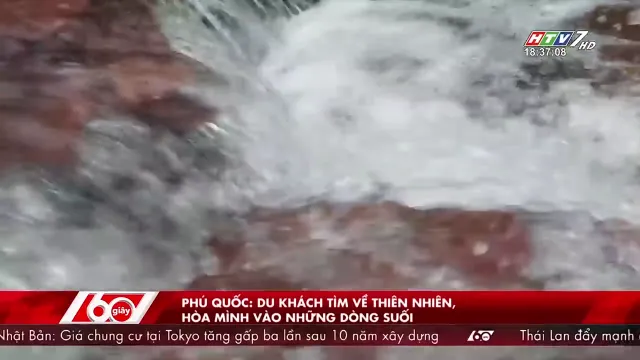 HTV7 HD
18:37:08
60 giây
PHÚ QUỐC: DU KHÁCH TÌM VỀ THIÊN NHIÊN,
HÒA MÌNH VÀO NHỮNG DÒNG SUỐI
Nhật Bản: Giá chung cư tại Tokyo tăng gấp ba lần sau 10 năm xây dựng 60 Thái Lan đẩy mạnh